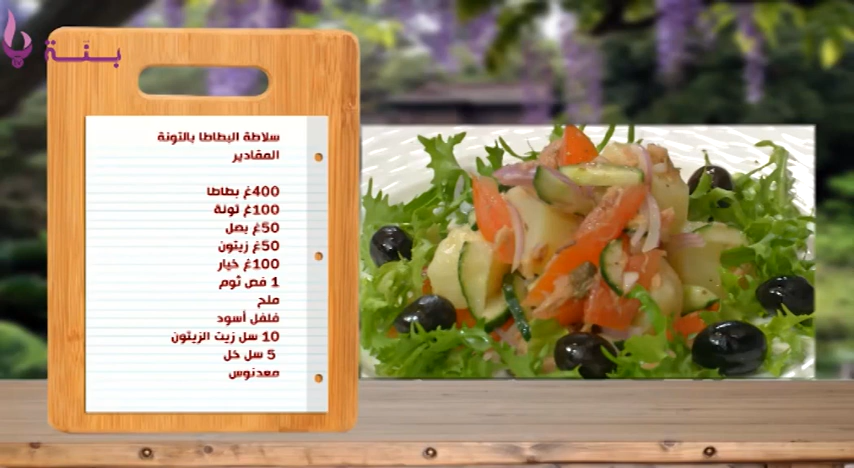 بنة
سلاطة البطاطا بالتونة
المقادير
400غ بطاطا
100غ تونة
50غ بصل
50غ زيتون
100غ خيار
1 فص ثوم
ملح
فلفل أسود
10 سل زيت الزيتون
5 سل خل
معدنوس